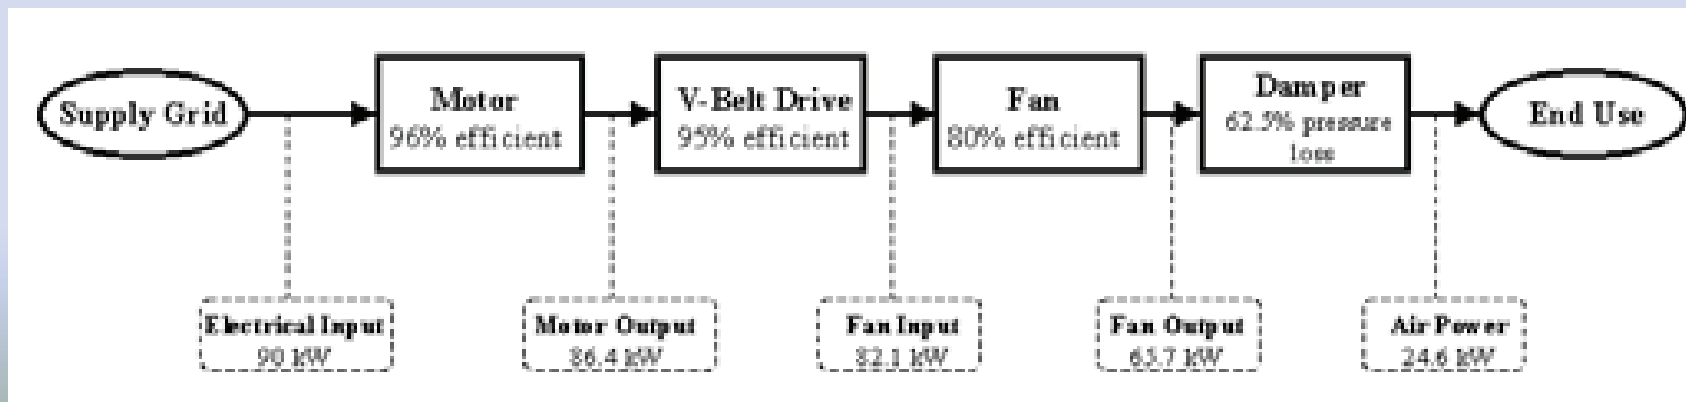 Supply Grid
Motor
96% efficient
V-Belt Drive
95% efficient
Fan
80% efficient
Damper
62.5% pressure
loss
End Use
Electrical Input
90 kW
Motor Output
86.4 kW
Fan Input
82.1 kW
Fan Output
65.7 kW
Air Power
24.6 kW